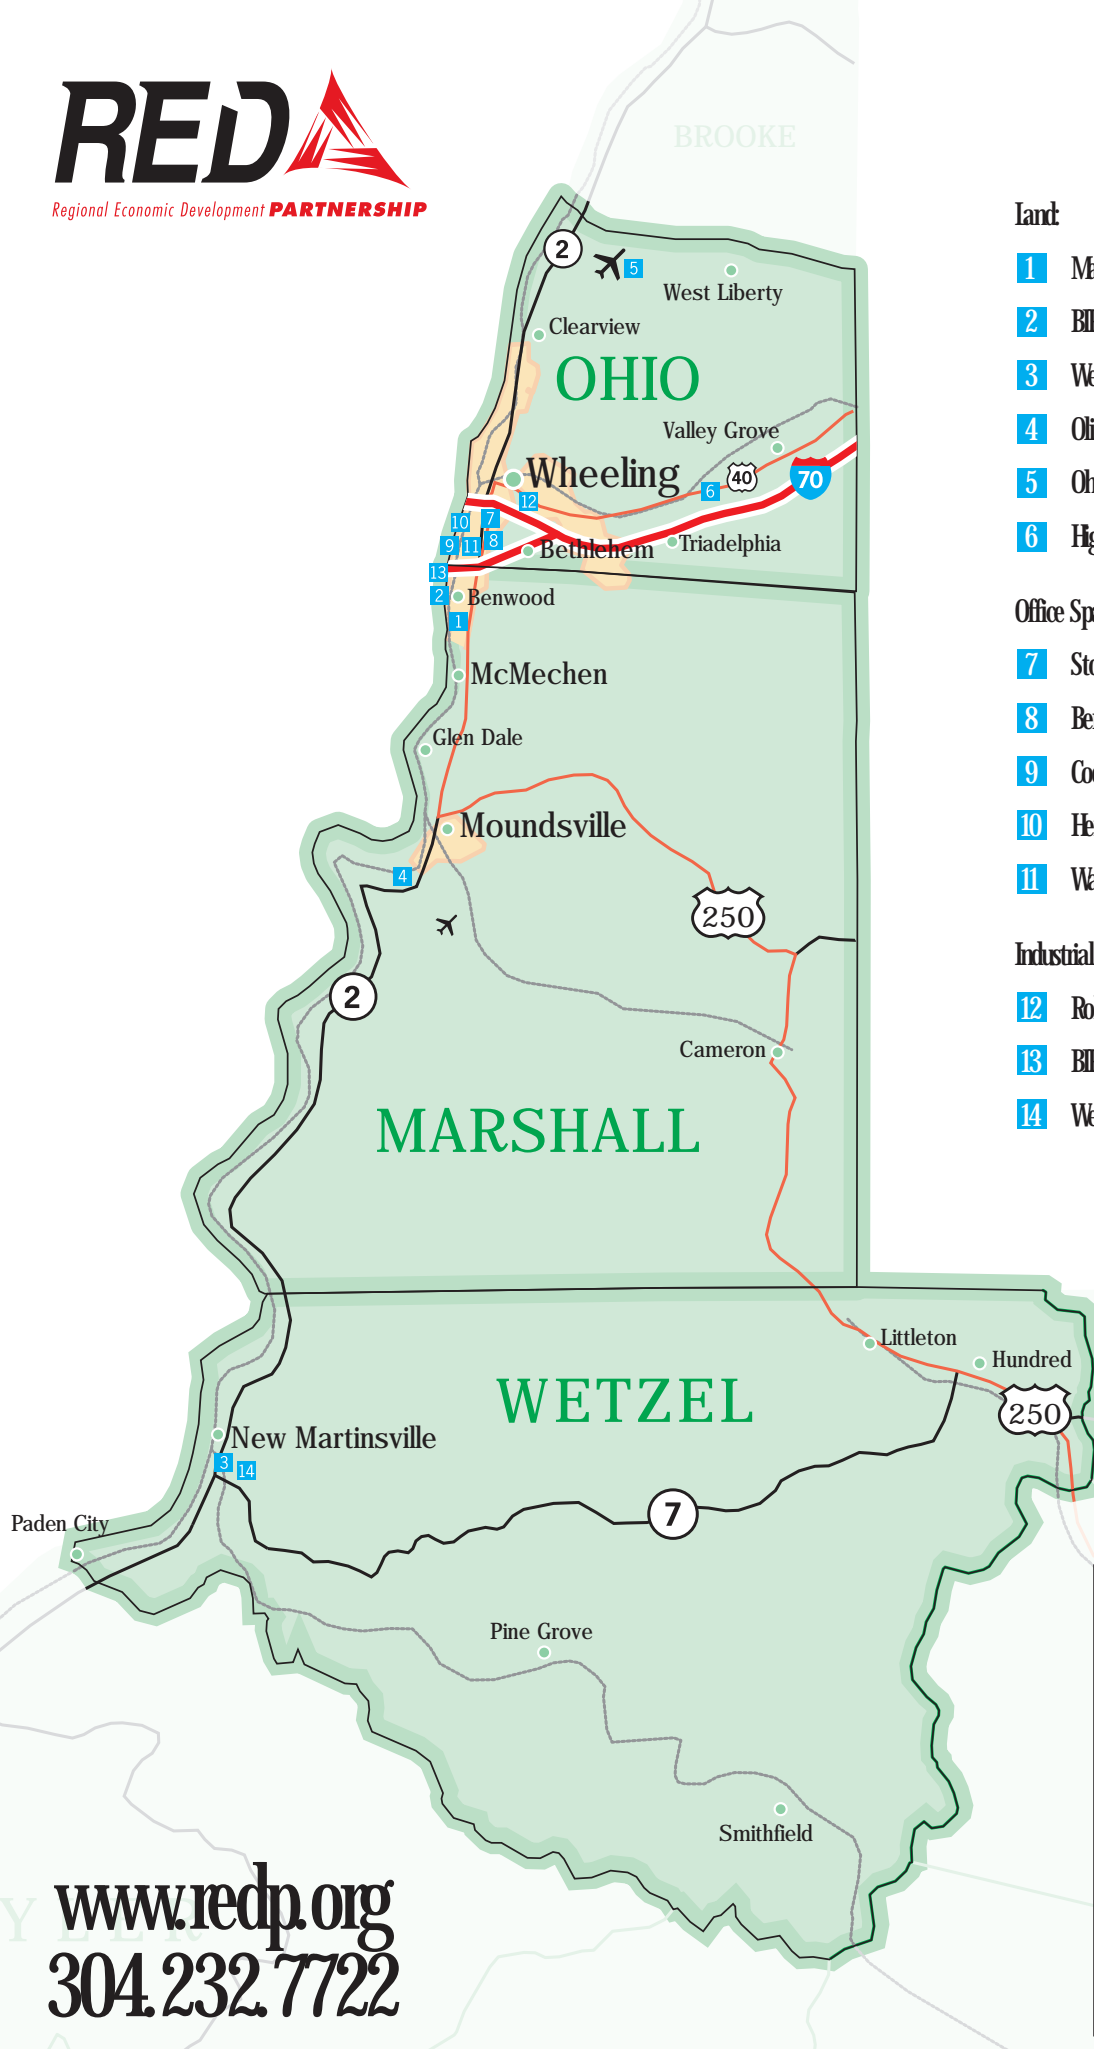 RED
Regional Economic Development PARTNERSHIP
BROOKE
2
5
West Liberty
Clearview
OHIO
Valley Grove
Wheeling
40
70
6
12
10
7
9
11
8
Bethlehem
Triadelphia
13
2
Benwood
1
McMechen
Glen Dale
Moundsville
4
250
2
Cameron
MARSHALL
Littleton
Hundred
WETZEL
250
New Martinsville
3
14
7
Paden City
Pine Grove
Smithfield
www.redp.org
304.232.7722
Land:
1
2
3
4
5
6
Office
7
8
9
10
11
Industrial
12
13
14